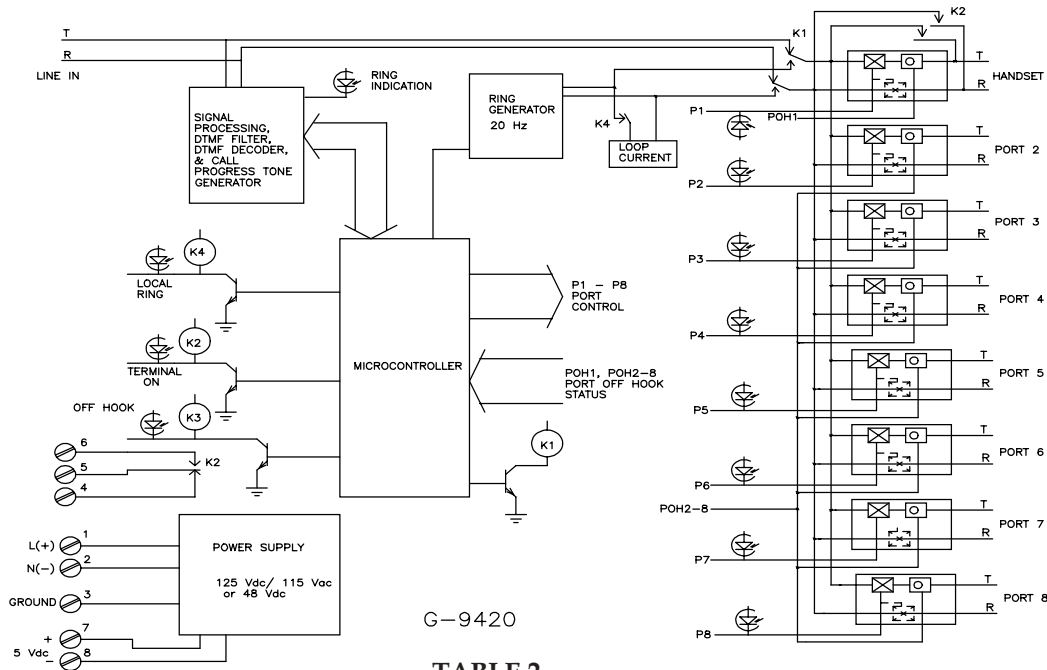 T
R
LINE IN
SIGNAL
PROCESSING,
DTMF FILTER,
DTMF DECODER,
& CALL
PROGRESS TONE
GENERATOR
RING
INDICATION
RING
GENERATOR
20 Hz
K4
LOOP
CURRENT
K1
K2
T
R
HANDSET
P1
POH1
T
R
PORT 2
P2
T
R
PORT 3
P3
T
R
PORT 4
P4
T
R
PORT 5
P5
T
R
PORT 6
P6
POH2-8
T
R
PORT 7
P7
T
R
PORT 8
P8
K4
LOCAL
RING
K2
TERMINAL
ON
K3
OFF HOOK
6
5
4
K2
MICROCONTROLLER
P1 - P8
PORT
CONTROL
POH1, POH2-8
PORT OFF HOOK
STATUS
K1
L(+) 1
N(-) 2
GROUND 3
+ 7
5 Vdc
- 8
POWER SUPPLY
125 Vdc/ 115 Vac
or 48 Vdc
G-9420
TABLE 2